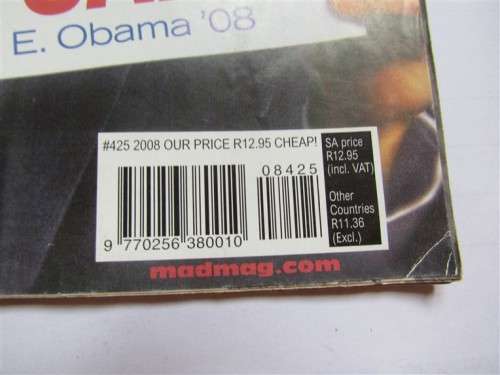 E. Obama '08
#425 2008 OUR PRICE R12.95 CHEAP!
08425
9 770256 380010
SA price
R12.95
(incl. VAT)
Other
Countries
R11.36
(Excl.)
madmag.com